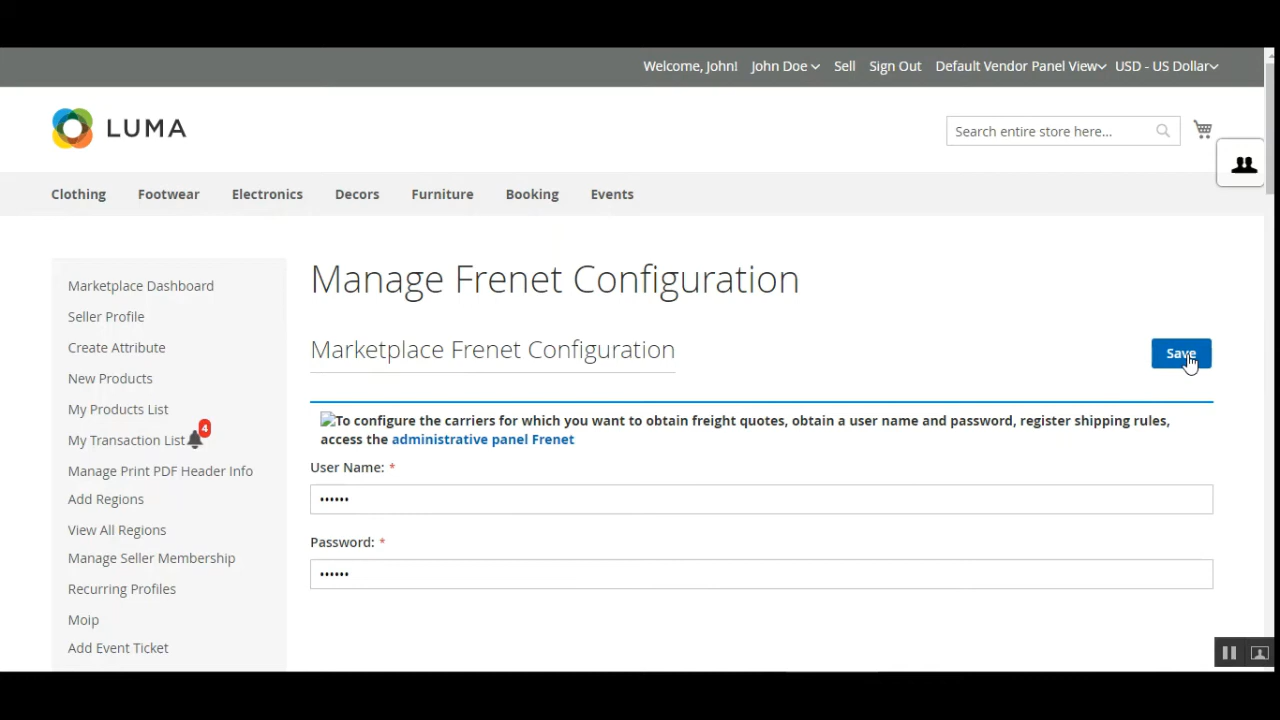 Welcome, John! John Doe Sell Sign Out Default Vendor Panel View USD - US Dollar
LUMA
Search entire store here...
Clothing Footwear Electronics Decors Furniture Booking Events
Manage Frenet Configuration
Marketplace Frenet Configuration
Save
Marketplace Dashboard
Seller Profile
Create Attribute
New Products
My Products List
My Transaction List 4
Manage Print PDF Header Info
Add Regions
View All Regions
Manage Seller Membership
Recurring Profiles
Moip
Add Event Ticket
To configure the carriers for which you want to obtain freight quotes, obtain a user name and password, register shipping rules,
access the administrative panel Frenet
User Name: *
••••••
Password: *
••••••